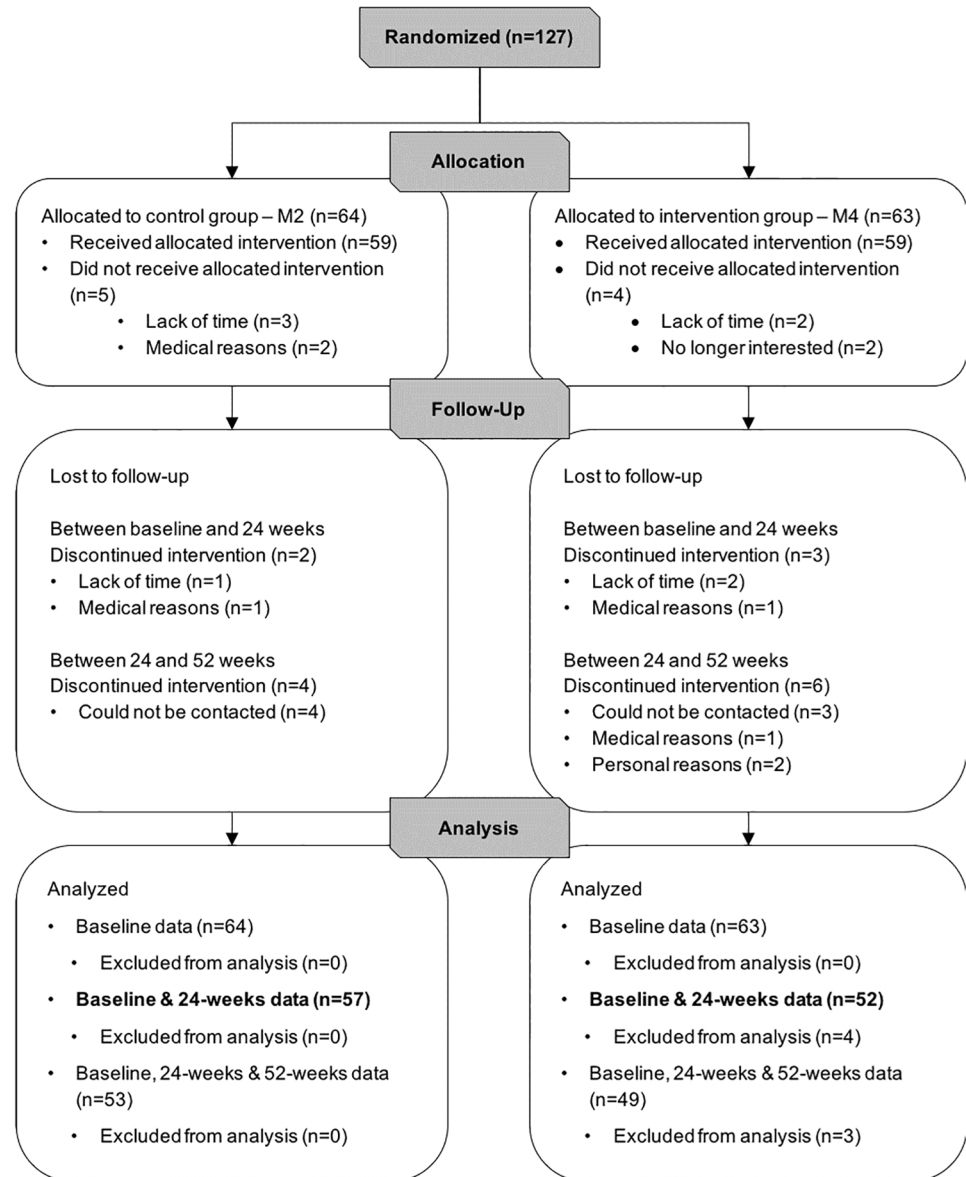 Randomized (n=127)
Allocation
Allocated to control group – M2 (n=64)
• Received allocated intervention (n=59)
• Did not receive allocated intervention
(n=5)
• Lack of time (n=3)
• Medical reasons (n=2)
Allocated to intervention group – M4 (n=63)
• Received allocated intervention (n=59)
• Did not receive allocated intervention
(n=4)
• Lack of time (n=2)
• No longer interested (n=2)
Follow-Up
Lost to follow-up
Between baseline and 24 weeks
Discontinued intervention (n=2)
• Lack of time (n=1)
• Medical reasons (n=1)
Between 24 and 52 weeks
Discontinued intervention (n=4)
• Could not be contacted (n=4)
Lost to follow-up
Between baseline and 24 weeks
Discontinued intervention (n=3)
• Lack of time (n=2)
• Medical reasons (n=1)
Between 24 and 52 weeks
Discontinued intervention (n=6)
• Could not be contacted (n=3)
• Medical reasons (n=1)
• Personal reasons (n=2)
Analysis
Analyzed
• Baseline data (n=64)
• Excluded from analysis (n=0)
• Baseline & 24-weeks data (n=57)
• Excluded from analysis (n=0)
• Baseline, 24-weeks & 52-weeks data
(n=53)
• Excluded from analysis (n=0)
Analyzed
• Baseline data (n=63)
• Excluded from analysis (n=0)
• Baseline & 24-weeks data (n=52)
• Excluded from analysis (n=4)
• Baseline, 24-weeks & 52-weeks data
(n=49)
• Excluded from analysis (n=3)